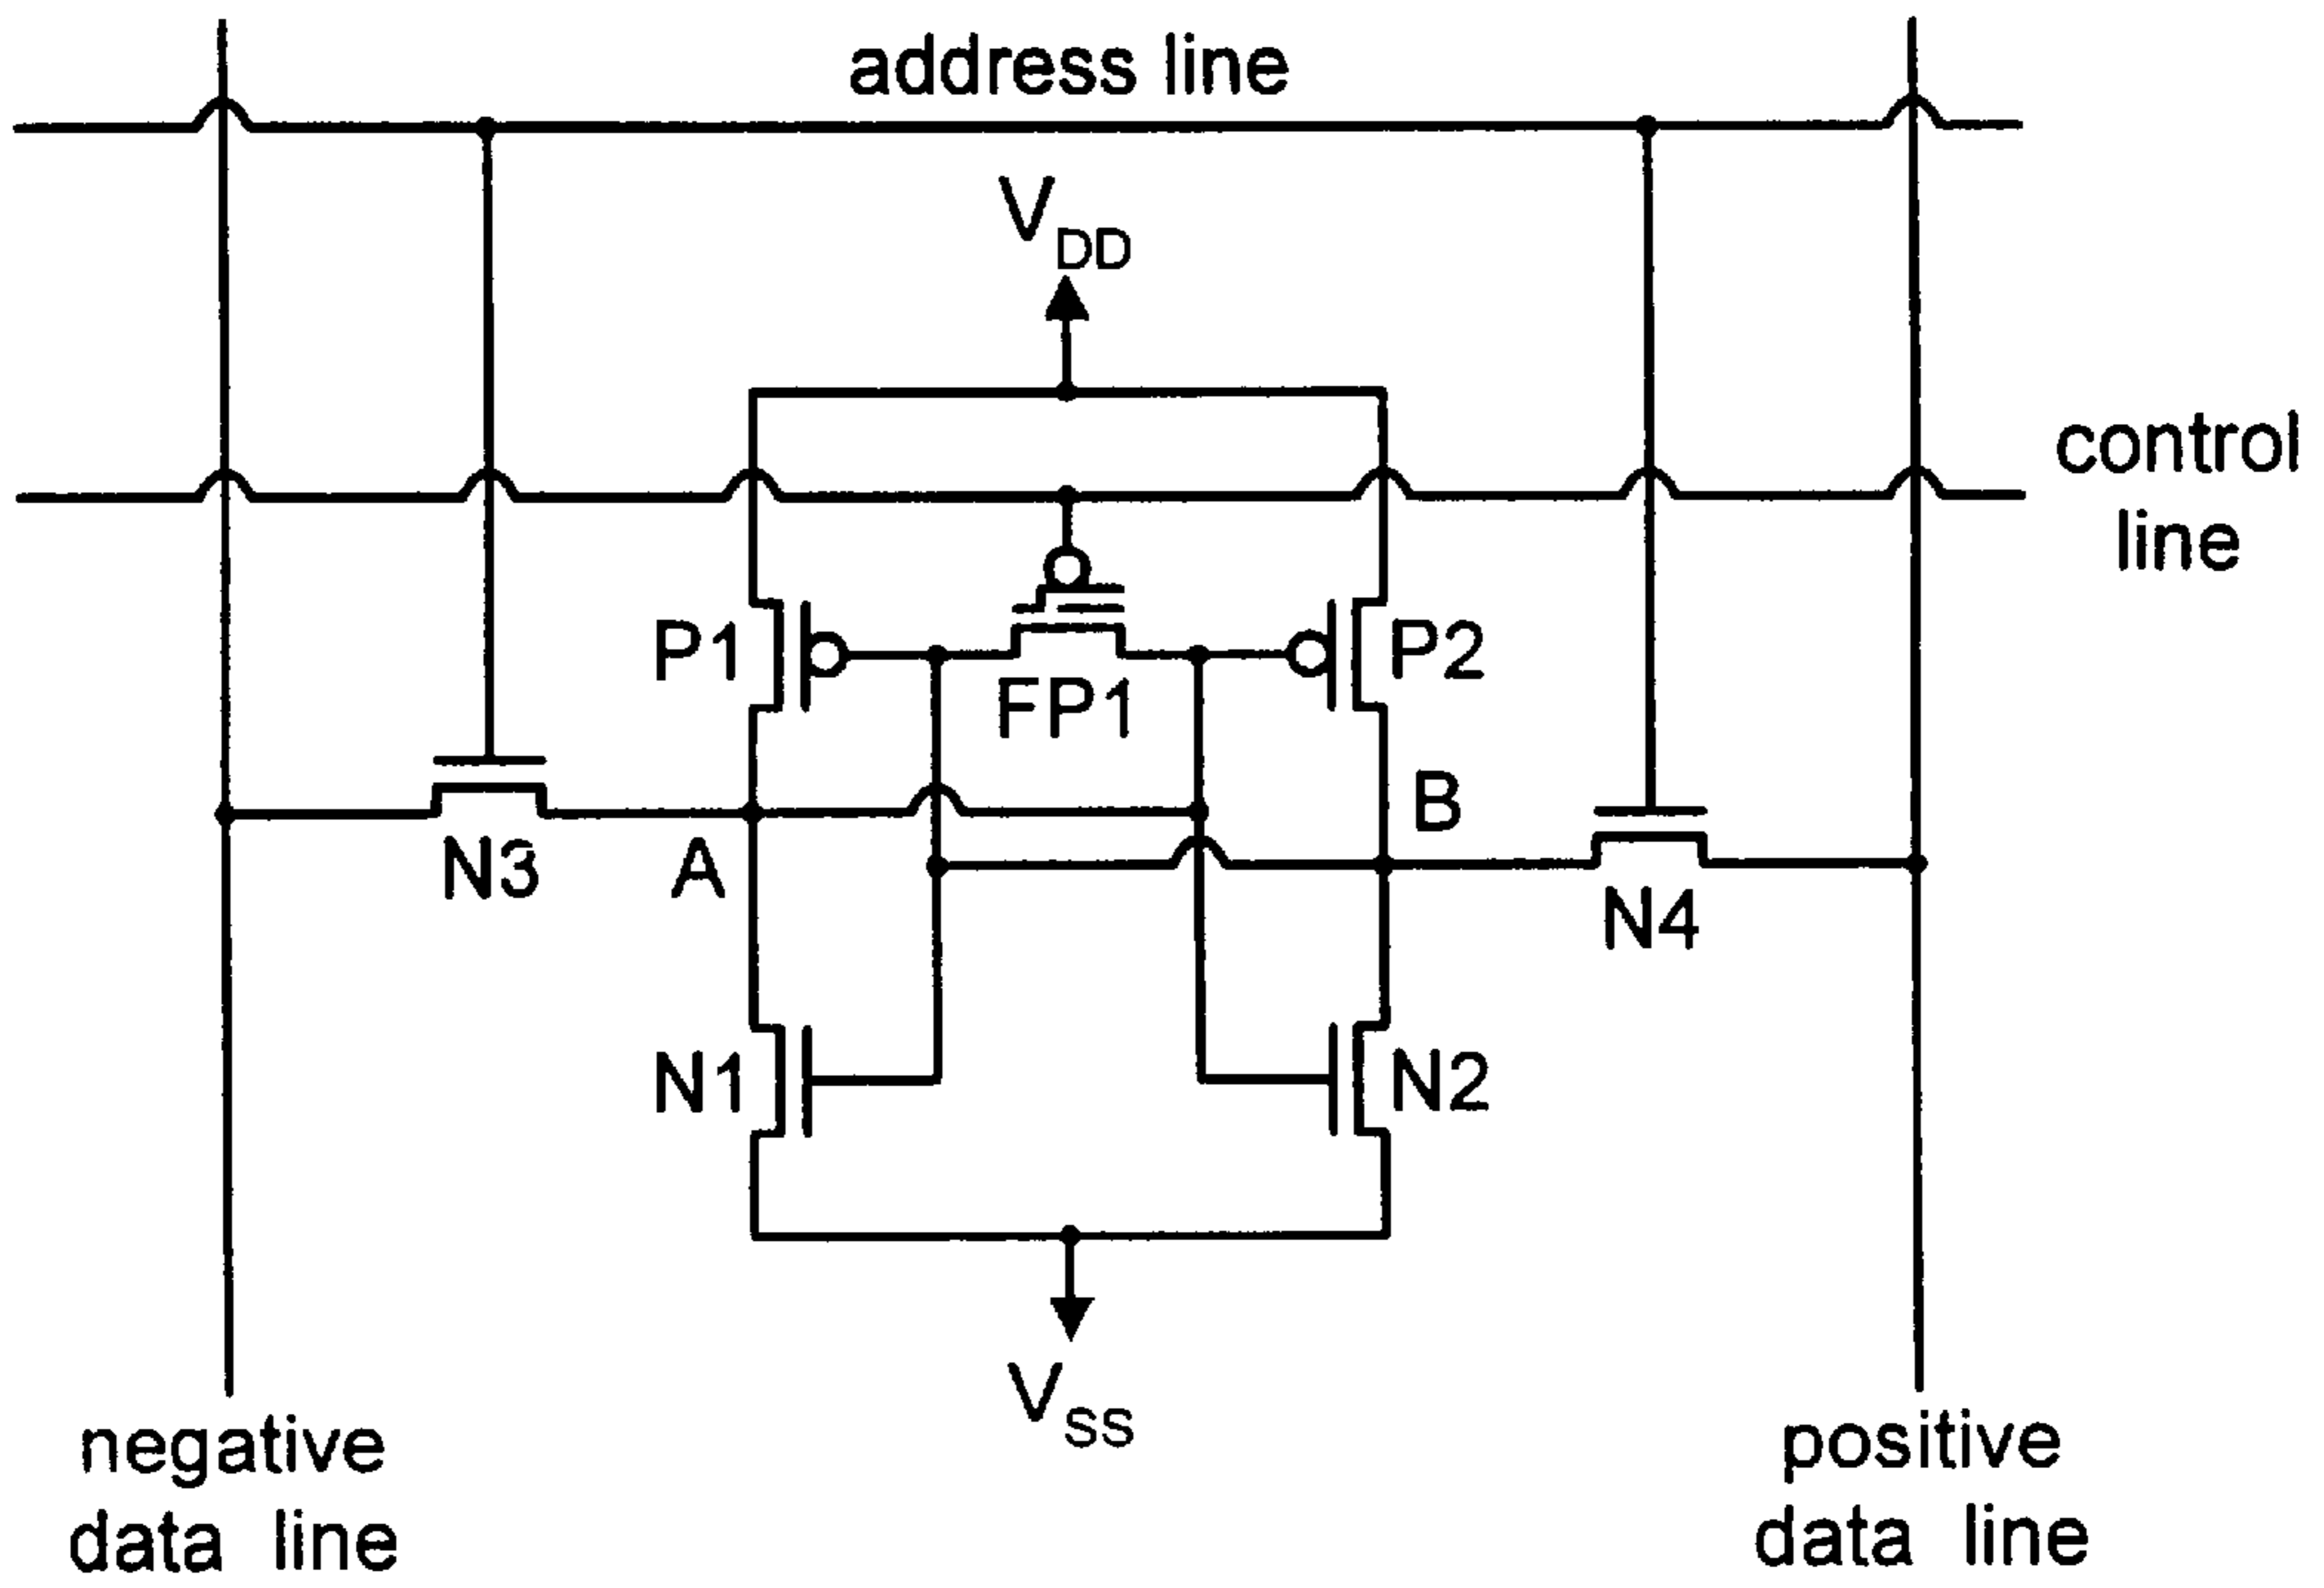 address line
VDD
control
line
P1
FP1
P2
B
N3
A
N4
N1
N2
VSS
negative
data line
positive
data line